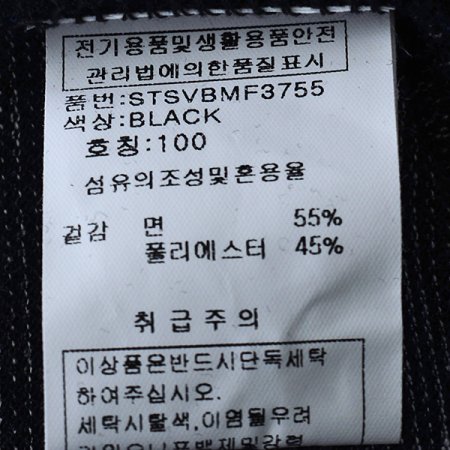 전기용품및생활용품안전
관리법에의한품질표시
품번:STSVBMF3755
색상:BLACK
호칭:100
섬유의조성및혼용율
겉감 면 55%
폴리에스터 45%
취급주의
이상품은반드시단독세탁
하여주십시오.
세탁시탈색,이염될우려